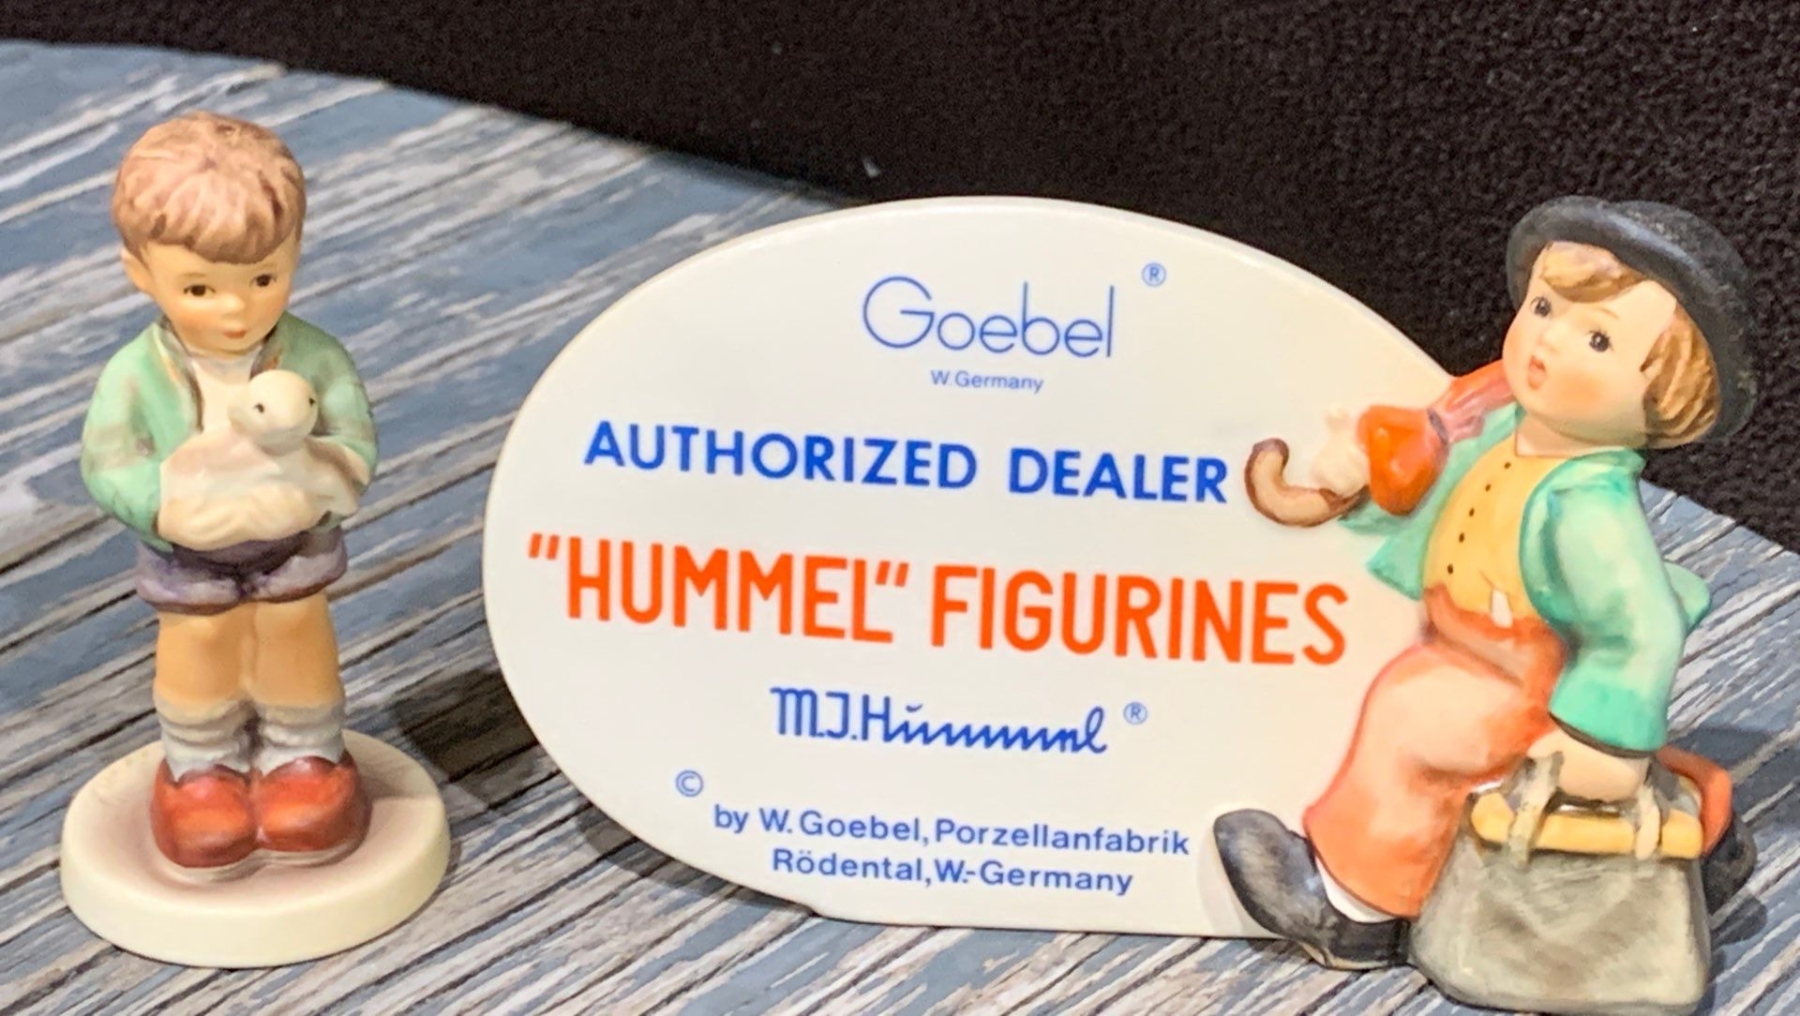 Goebel ®
W. Germany
AUTHORIZED DEALER
"HUMMEL" FIGURINES
M.J.Hummel ®
©
by W. Goebel, Porzellanfabrik
Rödental, W.-Germany